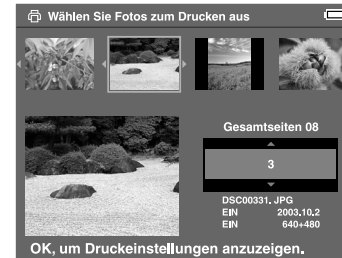 Wählen Sie Fotos zum Drucken aus
Gesamtseiten 08
3
DSC00331. JPG
EIN 2003.10.2
EIN 640+480
OK, um Druckeinstellungen anzuzeigen.